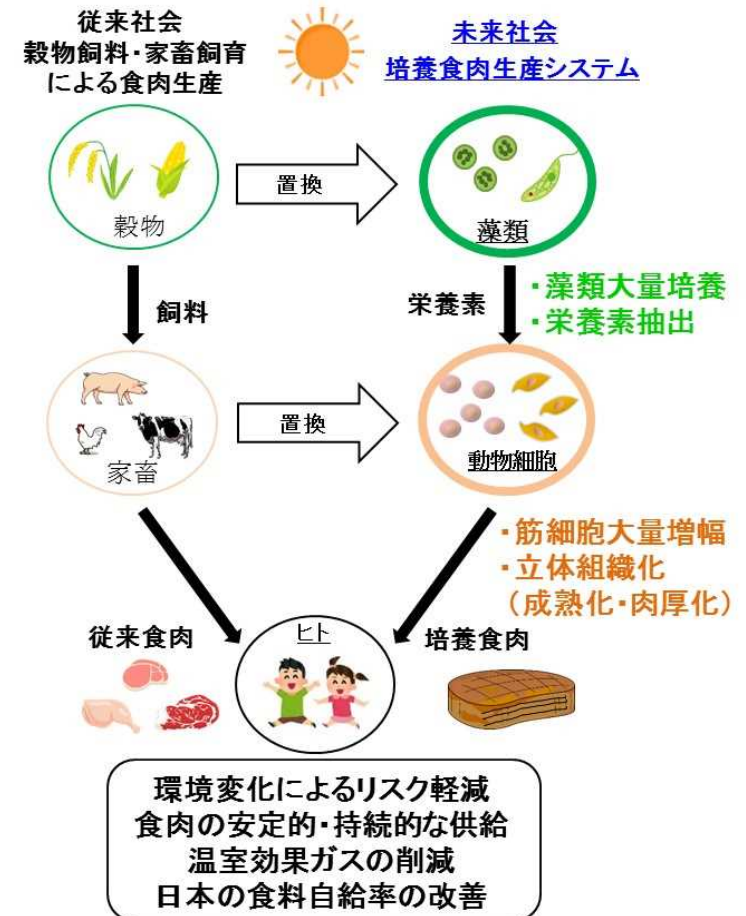 従来社会
穀物飼料・家畜飼育
による食肉生産
未来社会
培養食肉生産システム
穀物
置換
藻類
飼料
栄養素
・藻類大量培養
・栄養素抽出
家畜
置換
動物細胞
・筋細胞大量増幅
・立体組織化
（成熟化・肉厚化）
従来食肉
ヒト
培養食肉
環境変化によるリスク軽減
食肉の安定的・持続的な供給
温室効果ガスの削減
日本の食料自給率の改善